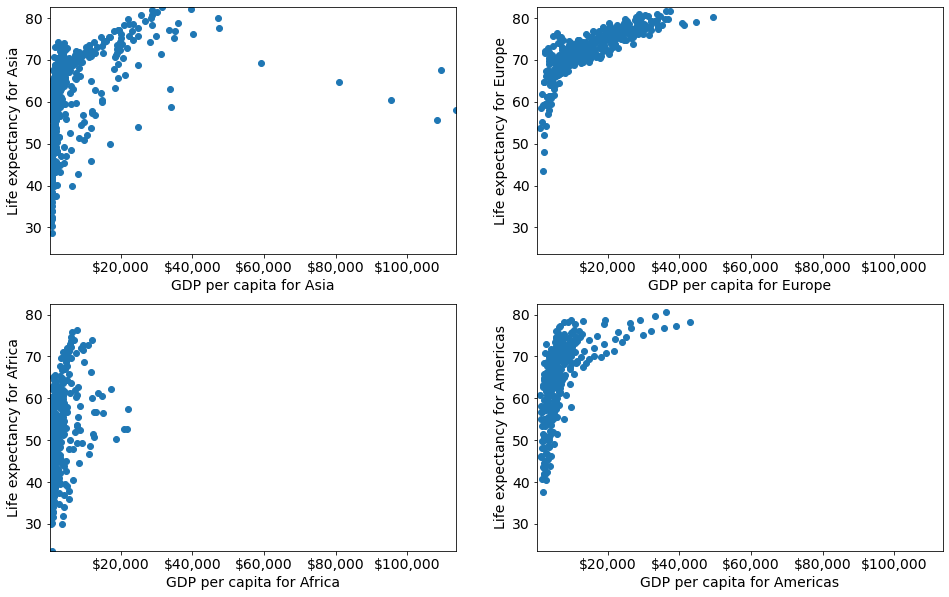 80
70
60
50
40
30
Life expectancy for Asia
$20,000 $40,000 $60,000 $80,000 $100,000
GDP per capita for Asia
80
70
60
50
40
30
Life expectancy for Europe
$20,000 $40,000 $60,000 $80,000 $100,000
GDP per capita for Europe
80
70
60
50
40
30
Life expectancy for Africa
$20,000 $40,000 $60,000 $80,000 $100,000
GDP per capita for Africa
80
70
60
50
40
30
Life expectancy for Americas
$20,000 $40,000 $60,000 $80,000 $100,000
GDP per capita for Americas